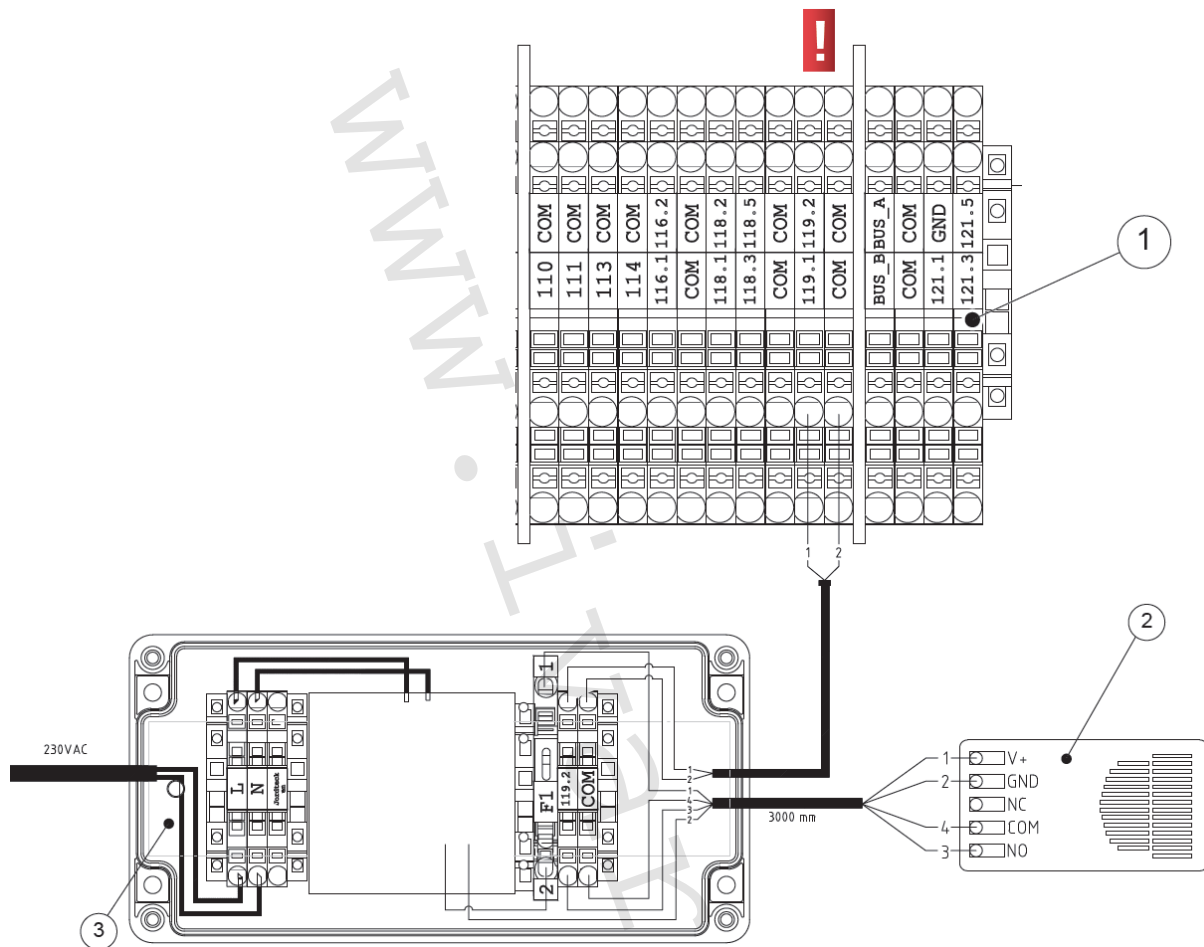 !
110 COM
111 COM
113 COM
114 COM
116.1 116.2
COM COM
118.1 118.2
118.3 118.5
COM COM
119.1 119.2
COM COM
BUS_B BUS_A
COM COM
121.1 GND
121.3 121.5
1
1 2
2
230VAC
L
N
1
F1
2
119.2
COM
1
2
1
4
3
2
3000 mm
1 V+
2 GND
NC
4 COM
3 NO
3